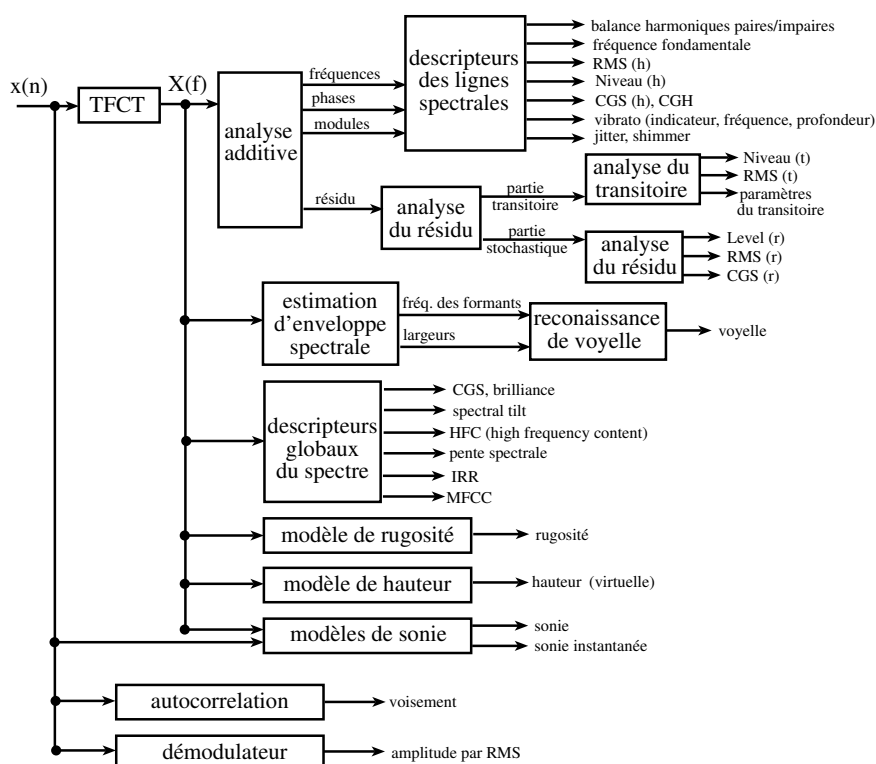 x(n)
TFCT
X(f)
analyse
additive
fréquences
phases
modules
résidu
descripteurs
des lignes
spectrales
balance harmoniques paires/impaires
fréquence fondamentale
RMS (h)
Niveau (h)
CGS (h), CGH
vibrato (indicateur, fréquence, profondeur)
jitter, shimmer
analyse
du résidu
partie
transitoire
partie
stochastique
analyse du
transitoire
Niveau (t)
RMS (t)
paramètres
du transitoire
analyse
du résidu
Level (r)
RMS (r)
CGS (r)
estimation
d'enveloppe
spectrale
fréq. des formants
largeurs
reconaissance
de voyelle
voyelle
descripteurs
globaux
du spectre
CGS, brilliance
spectral tilt
HFC (high frequency content)
pente spectrale
IRR
MFCC
modèle de rugosité
rugosité
modèle de hauteur
hauteur (virtuelle)
modèles de sonie
sonie
sonie instantanée
autocorrelation
voisement
démodulateur
amplitude par RMS